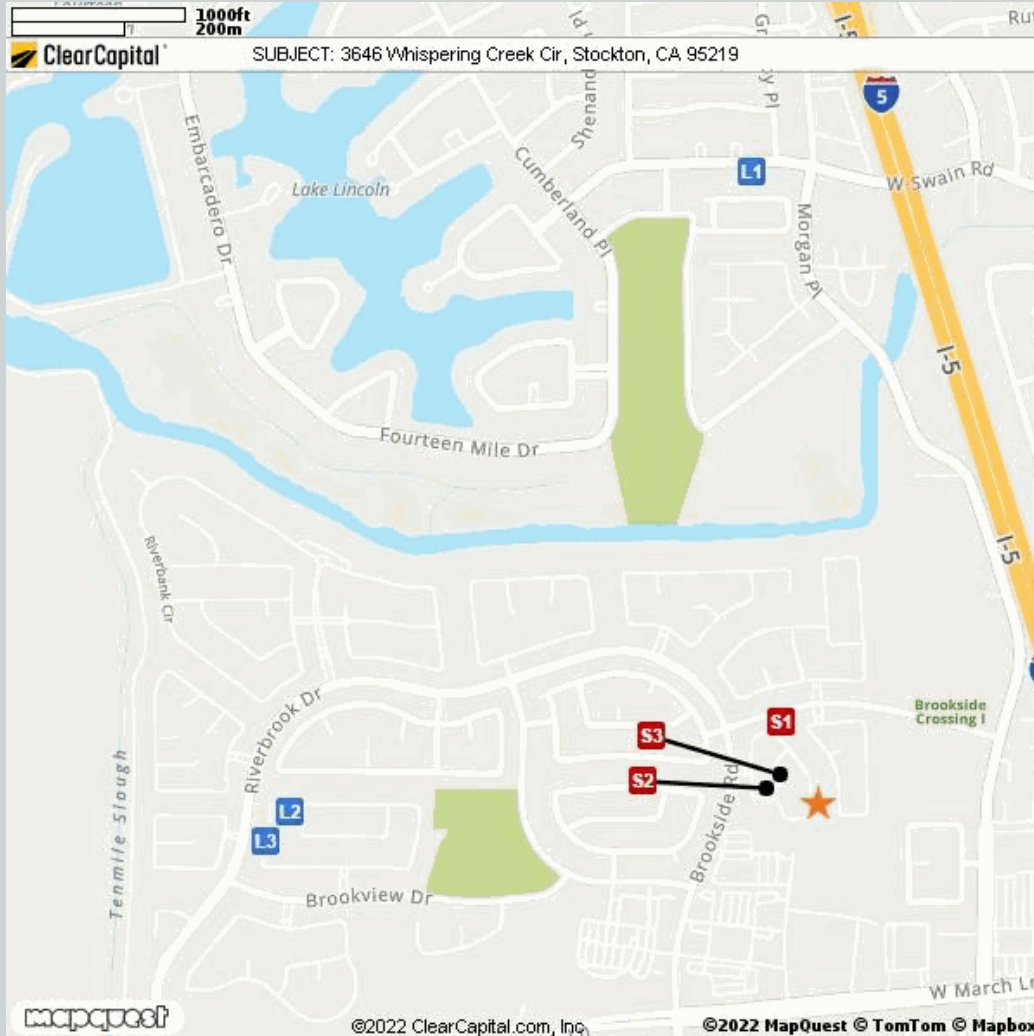 1000ft
200m
ClearCapital
SUBJECT: 3646 Whispering Creek Cir, Stockton, CA 95219
I-5
5
L1
W Swain Rd
Embarcadero Dr
Lake Lincoln
Cumberland Pl
Morgan Pl
I-5
Fourteen Mile Dr
I-5
Riverbank Cir
Riverbrook Dr
Brookside
Crossing I
S1
S3
S2
Brookside Rd
L2
L3
Tenmile Slough
Brookview Dr
W March Ln
mapquest
©2022 ClearCapital.com, Inc.
©2022 MapQuest © TomTom © Mapbo